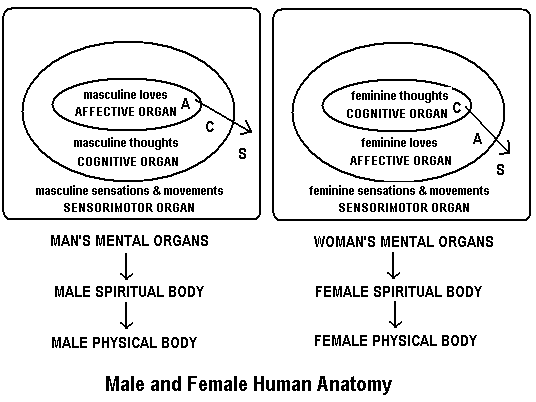 masculine loves
AFFECTIVE ORGAN
A
C
masculine thoughts
COGNITIVE ORGAN
S
masculine sensations & movements
SENSORIMOTOR ORGAN
MAN'S MENTAL ORGANS
MALE SPIRITUAL BODY
MALE PHYSICAL BODY
feminine thoughts
COGNITIVE ORGAN
C
feminine loves
A
AFFECTIVE ORGAN
S
feminine sensations & movements
SENSORIMOTOR ORGAN
WOMAN'S MENTAL ORGANS
FEMALE SPIRITUAL BODY
FEMALE PHYSICAL BODY
Male and Female Human Anatomy